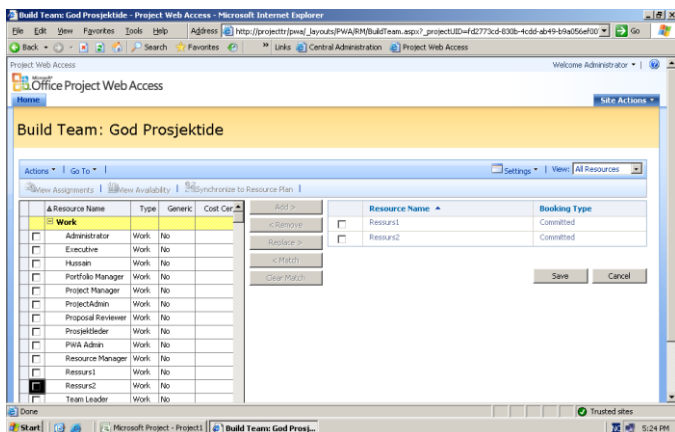 Build Team: God Prosjektide - Project Web Access - Microsoft Internet Explorer
File Edit View Favorites Tools Help Address http://projecttr/pwa/_layouts/PWA/RM/BuildTeam.aspx?_projectUID=fd2773cd-830b-4cdd-ab49-b9a056ef00 Go
Back Search Favorites » Links Central Administration Project Web Access
Project Web Access Welcome Administrator
Microsoft
Office Project Web Access
Home Site Actions
Build Team: God Prosjektide
Actions Go To Settings View: All Resources
View Assignments View Availability Synchronize to Resource Plan
Resource Name Type Generic Cost Cer
Work
Administrator Work No
Executive Work No
Hussain Work No
Portfolio Manager Work No
Project Manager Work No
ProjectAdmin Work No
Proposal Reviewer Work No
Prosjektleder Work No
PWA Admin Work No
Resource Manager Work No
Ressurs1 Work No
Ressurs2 Work No
Team Leader Work No
Add >
< Remove
Replace >
< Match
Clear Match
Resource Name Booking Type
Ressurs1 Committed
Ressurs2 Committed
Save Cancel
Done Trusted sites
Start Microsoft Project - Project1 Build Team: God Prosj... 5:24 PM